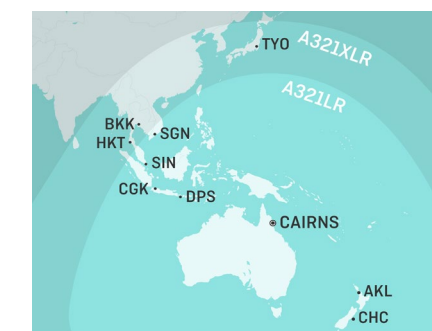 TYO
A321XLR
A321LR
BKK
SGN
HKT
SIN
CGK
DPS
CAIRNS
AKL
CHC